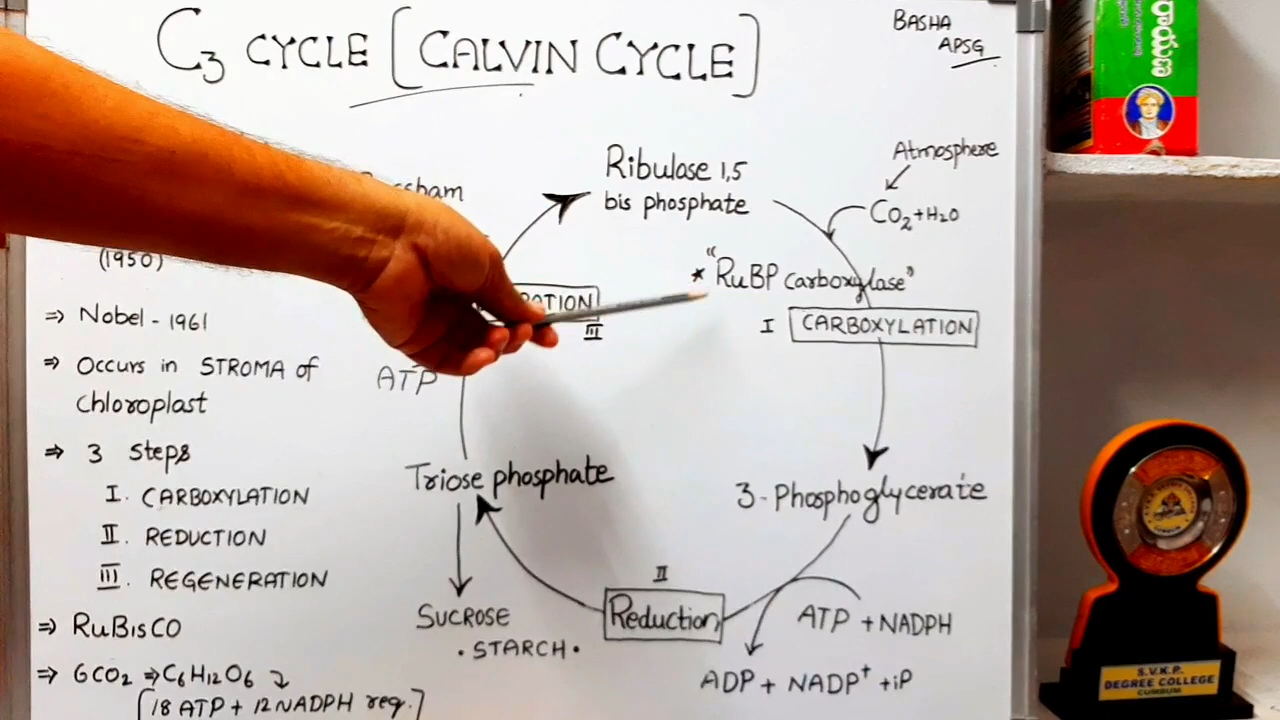 C3 CYCLE [CALVIN CYCLE]
BASHA
APSG
(1950)
⇒ Nobel - 1961
⇒ Occurs in STROMA of
Chloroplast
⇒ 3 Steps
I. CARBOXYLATION
II. REDUCTION
III. REGENERATION
⇒ RuBisCO
⇒ 6CO2 ⇒ C6H12O6
[18 ATP + 12 NADPH req.]
Ribulase 1,5
bis phosphate
Atmosphere
CO2 + H2O
* "RuBP carboxylase"
I CARBOXYLATION
3-Phosphoglycerate
ATP + NADPH
ADP + NADP+ + iP
II
Reduction
Triose phosphate
SUCROSE
. STARCH .
ATP
III
S.V.K.P.
DEGREE COLLEGE
CUMBUM